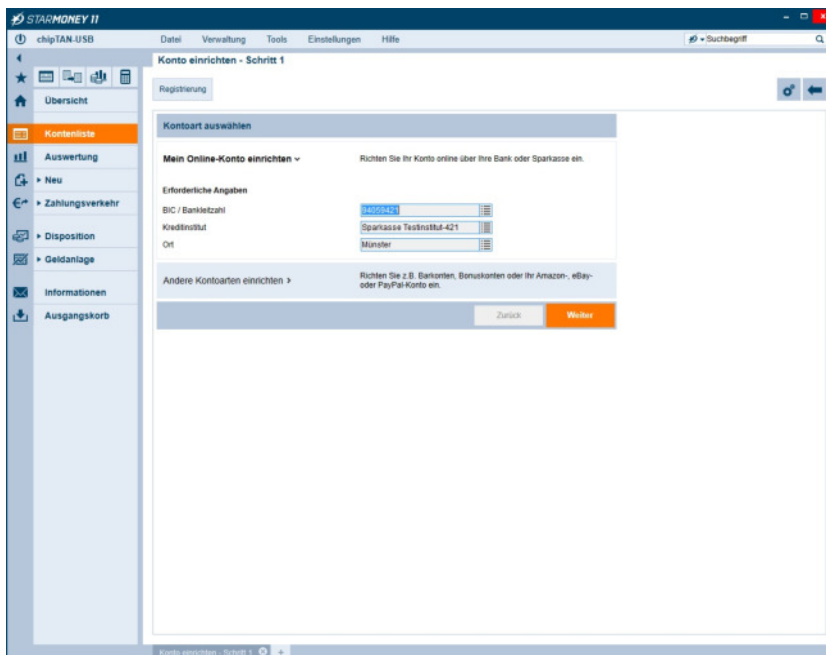 STARMONEY 11
chipTAN-USB
Datei Verwaltung Tools Einstellungen Hilfe
Suchbegriff
Konto einrichten - Schritt 1
Registrierung
Übersicht
Kontenliste
Auswertung
Neu
Zahlungsverkehr
Disposition
Geldanlage
Informationen
Ausgangskorb
Kontoart auswählen
Mein Online-Konto einrichten
Richten Sie Ihr Konto online über Ihre Bank oder Sparkasse ein.
Erforderliche Angaben
BIC / Bankleitzahl 94059421
Kreditinstitut Sparkasse Testinstitut-421
Ort Münster
Andere Kontoarten einrichten >
Richten Sie z.B. Barkonten, Bonuskonten oder Ihr Amazon-, eBay-
oder PayPal-Konto ein.
Zurück Weiter
Konto einrichten - Schritt 1